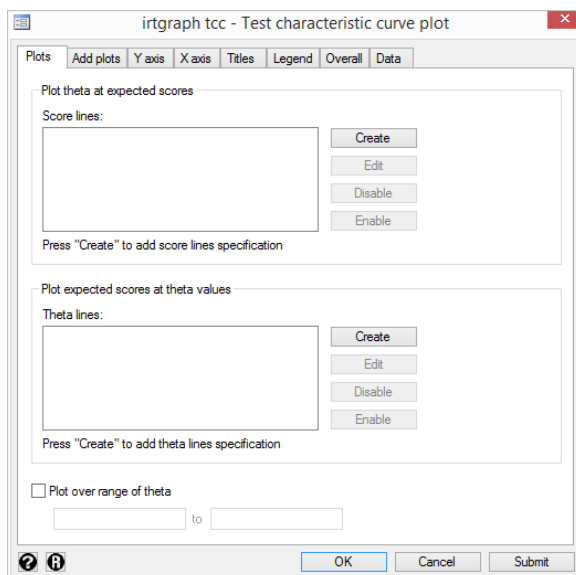 irtgraph tcc - Test characteristic curve plot
Plots Add plots Y axis X axis Titles Legend Overall Data
Plot theta at expected scores
Score lines:
Create
Edit
Disable
Enable
Press "Create" to add score lines specification
Plot expected scores at theta values
Theta lines:
Create
Edit
Disable
Enable
Press "Create" to add theta lines specification
Plot over range of theta
to
? R OK Cancel Submit